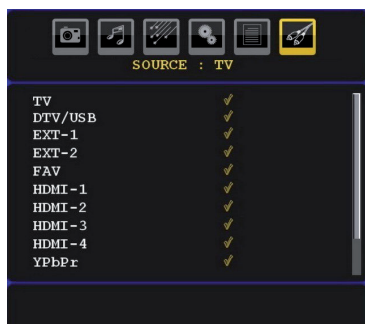 SOURCE : TV
TV
DTV/USB
EXT-1
EXT-2
FAV
HDMI-1
HDMI-2
HDMI-3
HDMI-4
YPbPr